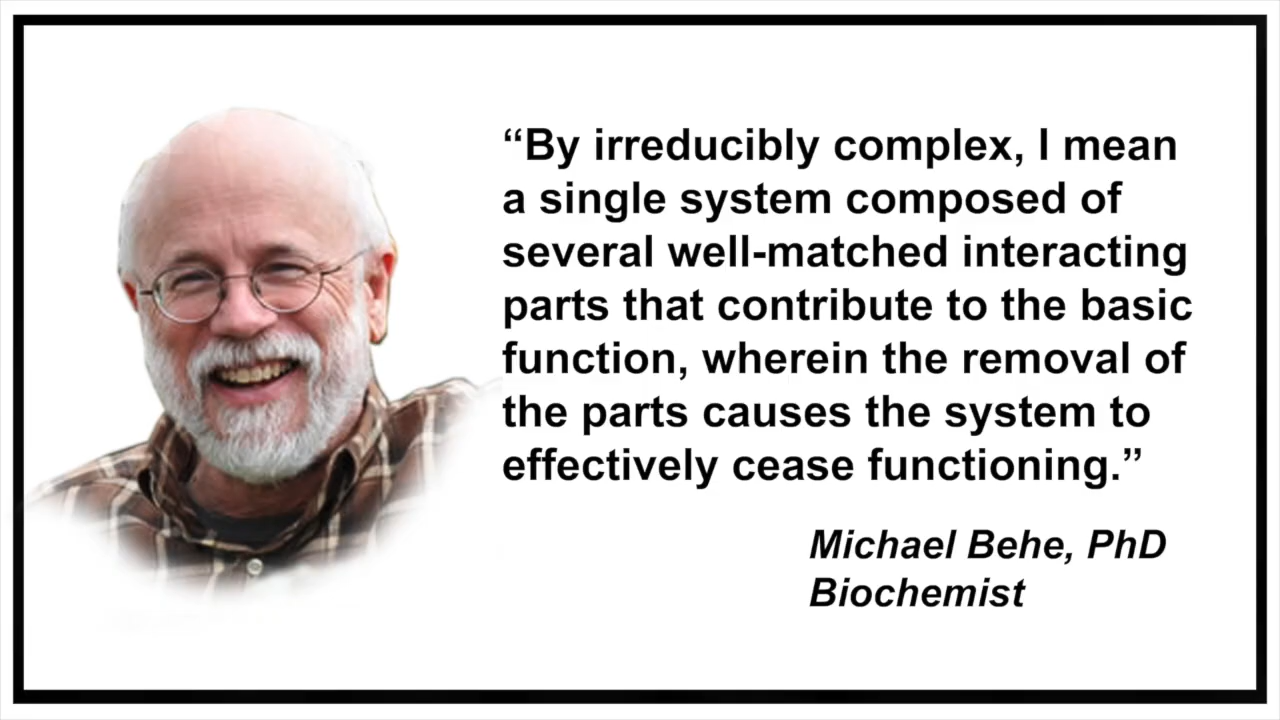 “By irreducibly complex, I mean
a single system composed of
several well-matched interacting
parts that contribute to the basic
function, wherein the removal of
the parts causes the system to
effectively cease functioning.”
Michael Behe, PhD
Biochemist